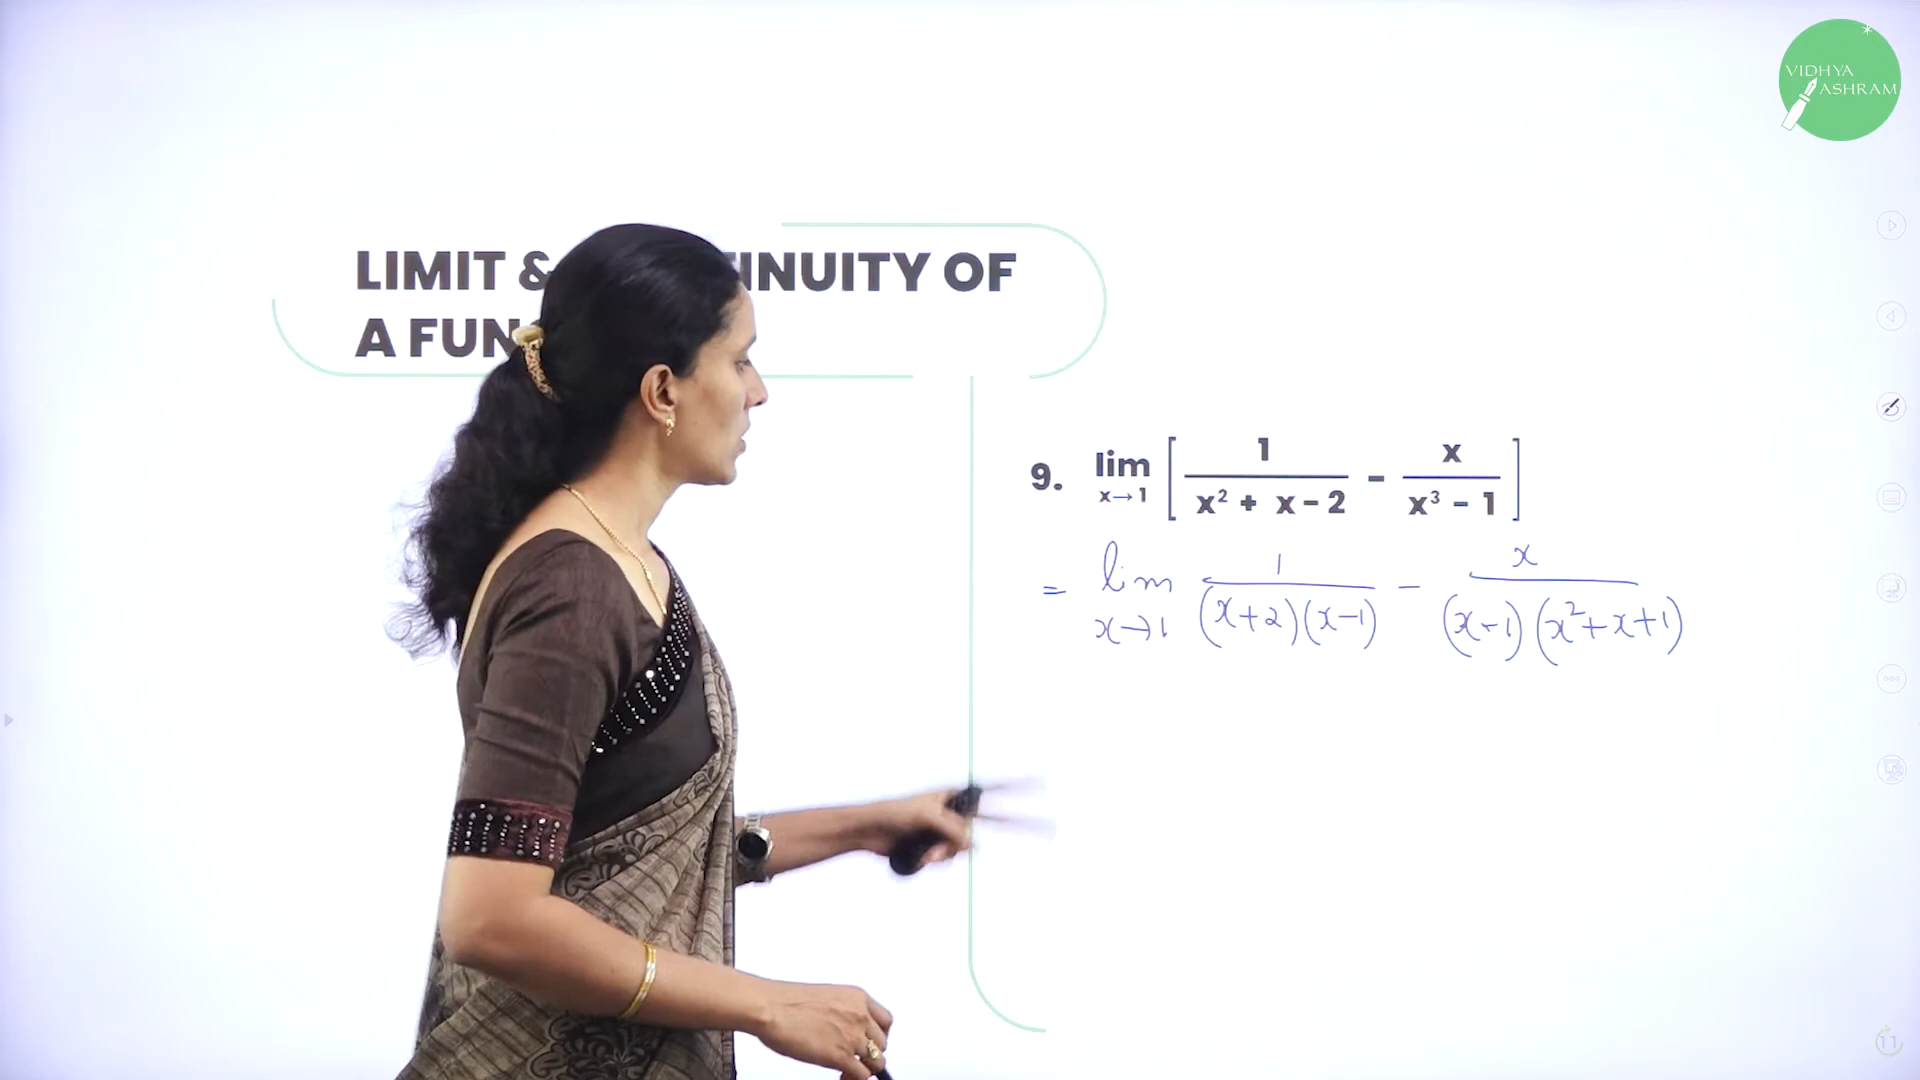 VIDHYA
ASHRAM
LIMIT & INUITY OF
A FUN
9. lim x→1 [ 1 / (x² + x - 2) - x / (x³ - 1) ]
= lim x→1 1 / (x+2)(x-1) - x / (x-1)(x²+x+1)
11